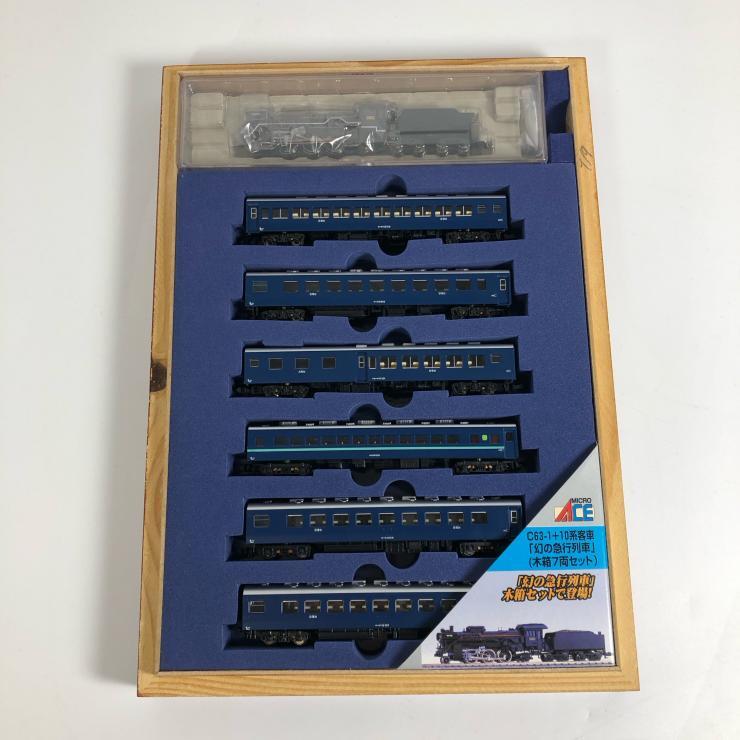 MICRO
ACE
C63-1+10系客車
「幻の急行列車」
(木箱7両セット)
「幻の急行列車」
木箱セットで登場!